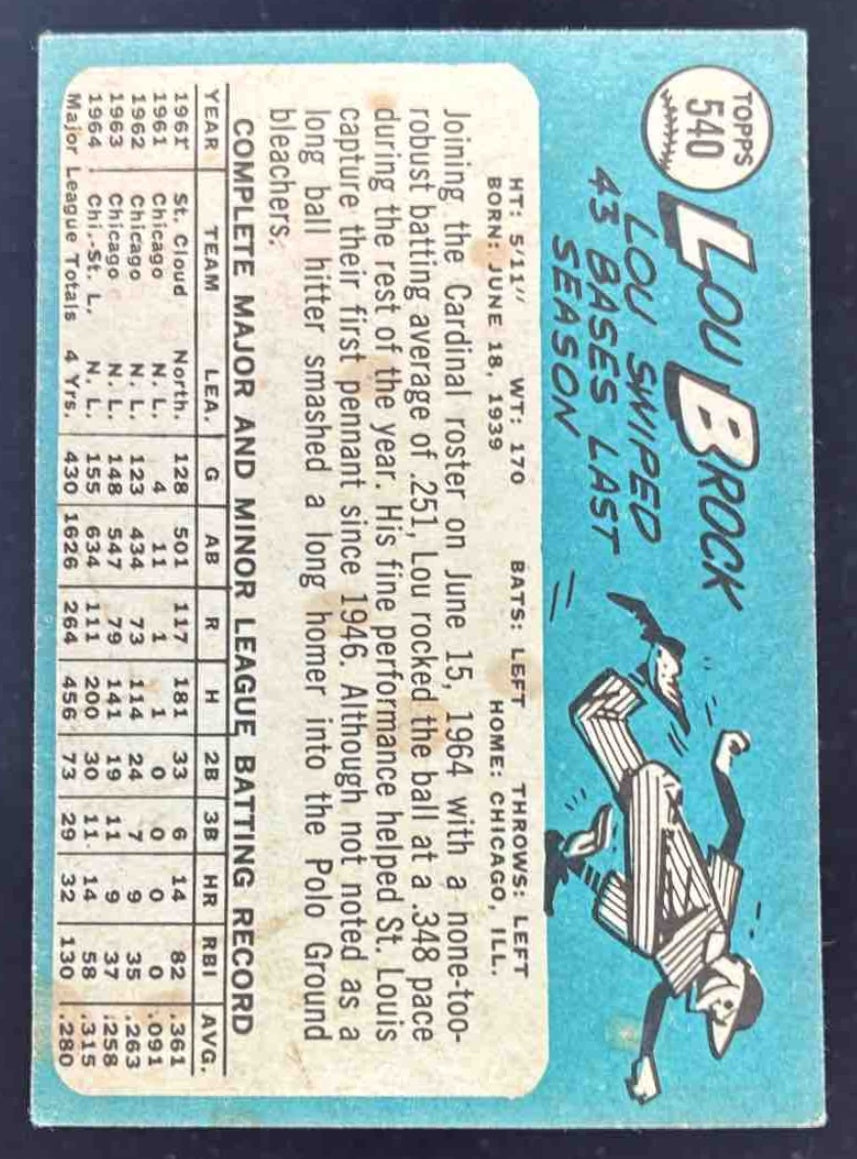 TOPPS
540
LOU BROCK
LOU SWIPED
43 BASES LAST
SEASON
HT: 5/11" WT: 170 BATS: LEFT THROWS: LEFT
BORN: JUNE 18, 1939 HOME: CHICAGO, ILL.
Joining the Cardinal roster on June 15, 1964 with a none-too-
robust batting average of .251, Lou rocked the ball at a .348 pace
during the rest of the year. His fine performance helped St. Louis
capture their first pennant since 1946. Although not noted as a
long ball hitter smashed a long homer into the Polo Ground
bleachers.
COMPLETE MAJOR AND MINOR LEAGUE BATTING RECORD
YEAR TEAM LEA. G AB R H 2B 3B HR RBI AVG.
1961 St. Cloud North. 128 501 117 181 33 6 14 82 .361
1961 Chicago N. L. 4 11 1 1 0 0 0 0 .091
1962 Chicago N. L. 123 434 73 114 24 7 9 35 .263
1963 Chicago N. L. 148 547 79 141 19 11 9 37 .258
1964 Chi.-St. L. N. L. 155 634 111 200 30 11 14 58 .315
Major League Totals 4 Yrs. 430 1626 264 456 73 29 32 130 .280